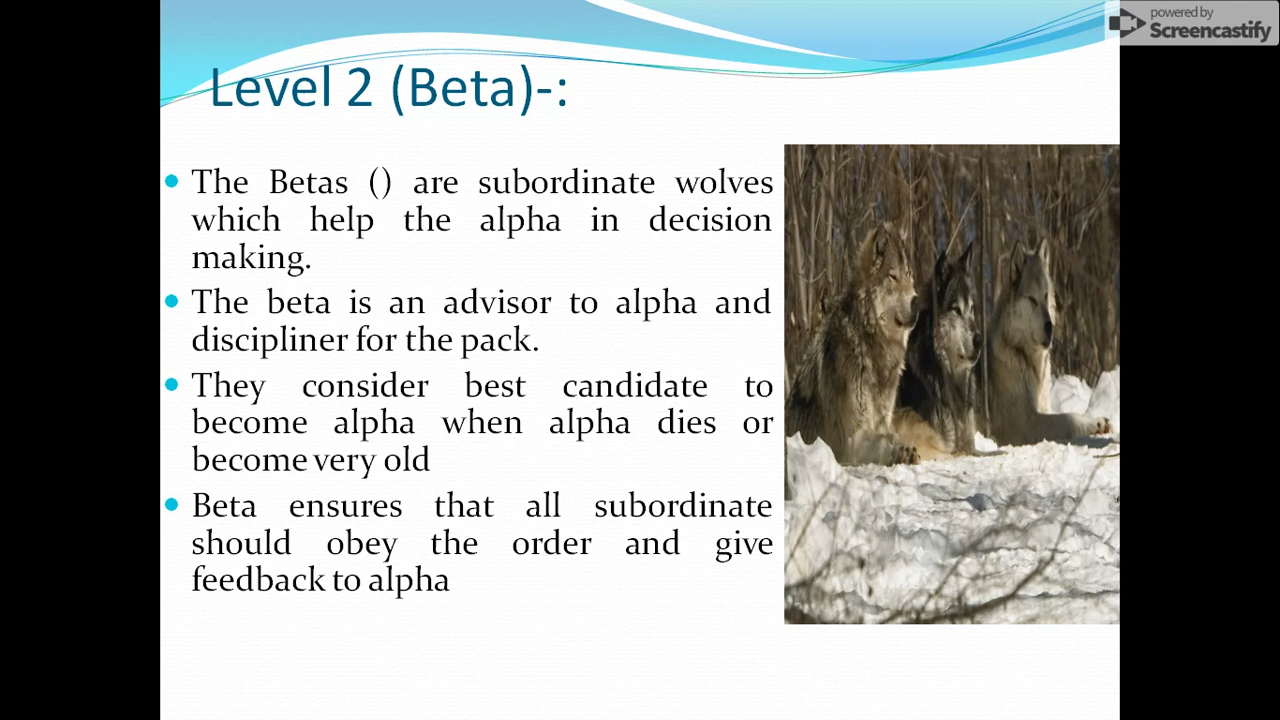 powered by
Screencastify
Level 2 (Beta)-:
The Betas () are subordinate wolves
which help the alpha in decision
making.
The beta is an advisor to alpha and
discipliner for the pack.
They consider best candidate to
become alpha when alpha dies or
become very old
Beta ensures that all subordinate
should obey the order and give
feedback to alpha